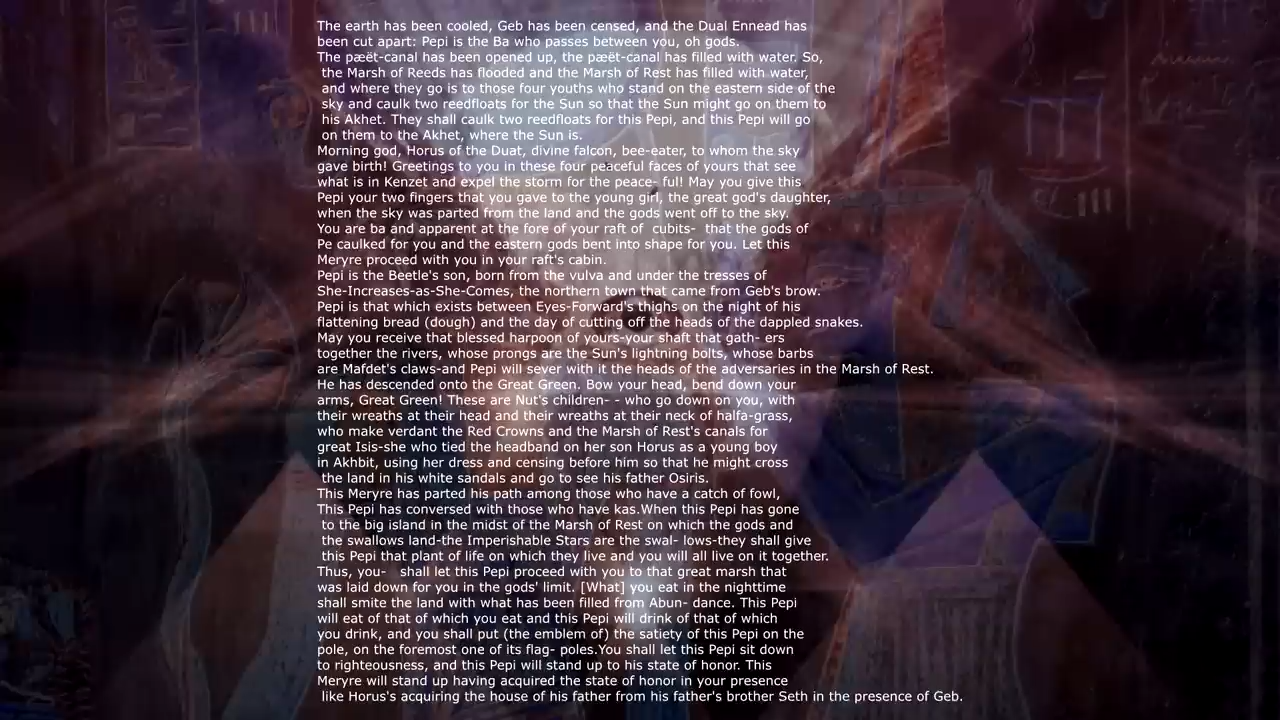 The earth has been cooled, Geb has been censed, and the Dual Ennead has
been cut apart: Pepi is the Ba who passes between you, oh gods.
The pæët-canal has been opened up, the pæët-canal has filled with water. So,
the Marsh of Reeds has flooded and the Marsh of Rest has filled with water,
and where they go is to those four youths who stand on the eastern side of the
sky and caulk two reedfloats for the Sun so that the Sun might go on them to
his Akhet. They shall caulk two reedfloats for this Pepi, and this Pepi will go
on them to the Akhet, where the Sun is.
Morning god, Horus of the Duat, divine falcon, bee-eater, to whom the sky
gave birth! Greetings to you in these four peaceful faces of yours that see
what is in Kenzet and expel the storm for the peace- ful! May you give this
Pepi your two fingers that you gave to the young girl, the great god's daughter,
when the sky was parted from the land and the gods went off to the sky.
You are ba and apparent at the fore of your raft of  cubits-  that the gods of
Pe caulked for you and the eastern gods bent into shape for you. Let this
Meryre proceed with you in your raft's cabin.
Pepi is the Beetle's son, born from the vulva and under the tresses of
She-Increases-as-She-Comes, the northern town that came from Geb's brow.
Pepi is that which exists between Eyes-Forward's thighs on the night of his
flattening bread (dough) and the day of cutting off the heads of the dappled snakes.
May you receive that blessed harpoon of yours-your shaft that gath- ers
together the rivers, whose prongs are the Sun's lightning bolts, whose barbs
are Mafdet's claws-and Pepi will sever with it the heads of the adversaries in the Marsh of Rest.
He has descended onto the Great Green. Bow your head, bend down your
arms, Great Green! These are Nut's children- - who go down on you, with
their wreaths at their head and their wreaths at their neck of halfa-grass,
who make verdant the Red Crowns and the Marsh of Rest's canals for
great Isis-she who tied the headband on her son Horus as a young boy
in Akhbit, using her dress and censing before him so that he might cross
the land in his white sandals and go to see his father Osiris.
This Meryre has parted his path among those who have a catch of fowl,
This Pepi has conversed with those who have kas.When this Pepi has gone
to the big island in the midst of the Marsh of Rest on which the gods and
the swallows land-the Imperishable Stars are the swal- lows-they shall give
this Pepi that plant of life on which they live and you will all live on it together.
Thus, you-   shall let this Pepi proceed with you to that great marsh that
was laid down for you in the gods' limit. [What] you eat in the nighttime
shall smite the land with what has been filled from Abun- dance. This Pepi
will eat of that of which you eat and this Pepi will drink of that of which
you drink, and you shall put (the emblem of) the satiety of this Pepi on the
pole, on the foremost one of its flag- poles.You shall let this Pepi sit down
to righteousness, and this Pepi will stand up to his state of honor. This
Meryre will stand up having acquired the state of honor in your presence
like Horus's acquiring the house of his father from his father's brother Seth in the presence of Geb.